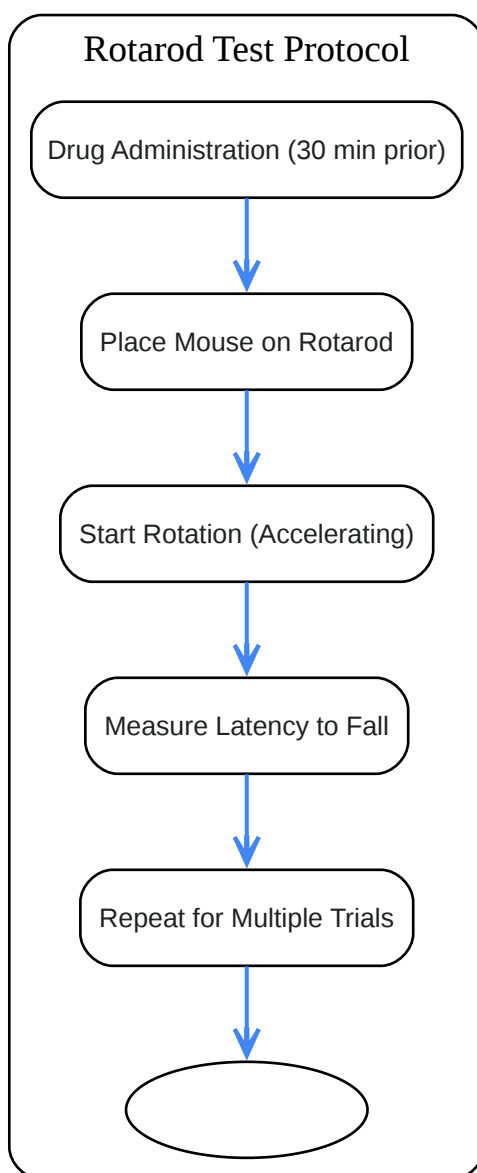 Rotarod Test Protocol
Drug Administration (30 min prior)
Place Mouse on Rotarod
Start Rotation (Accelerating)
Measure Latency to Fall
Repeat for Multiple Trials